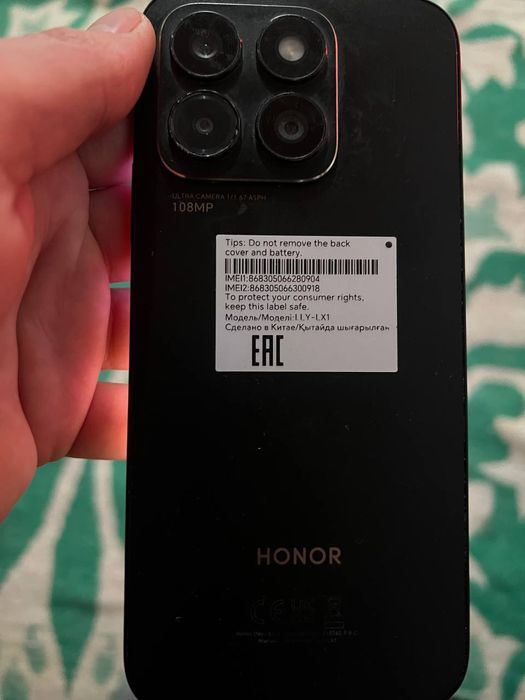 ULTRA CAMERA 1/1.67 ASPH
108MP
Tips: Do not remove the back
cover and battery.
IMEI1:868305066280904
IMEI2:868305066300918
To protect your consumer rights,
keep this label safe.
Модель/Моделі:LLY-LX1
Сделано в Китае/Қытайда шығарылған
EAC
HONOR
CE